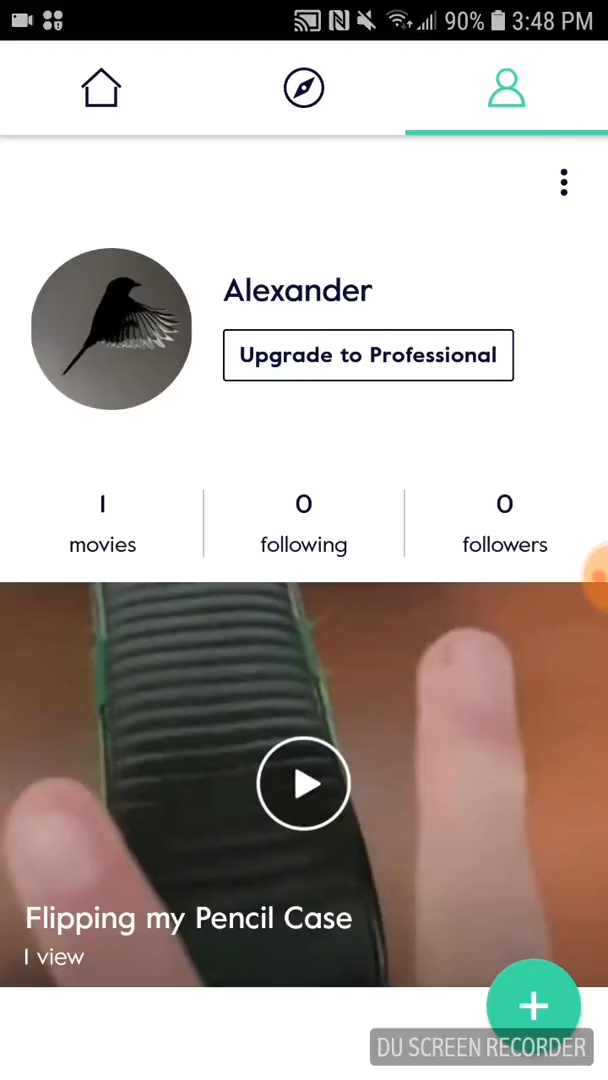 90% 3:48 PM
Alexander
Upgrade to Professional
1 0 0
movies following followers
Flipping my Pencil Case
1 view
DU SCREEN RECORDER